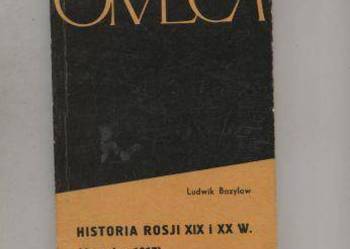 OMEGA
Ludwik Bazylow
HISTORIA ROSJI XIX i XX W.